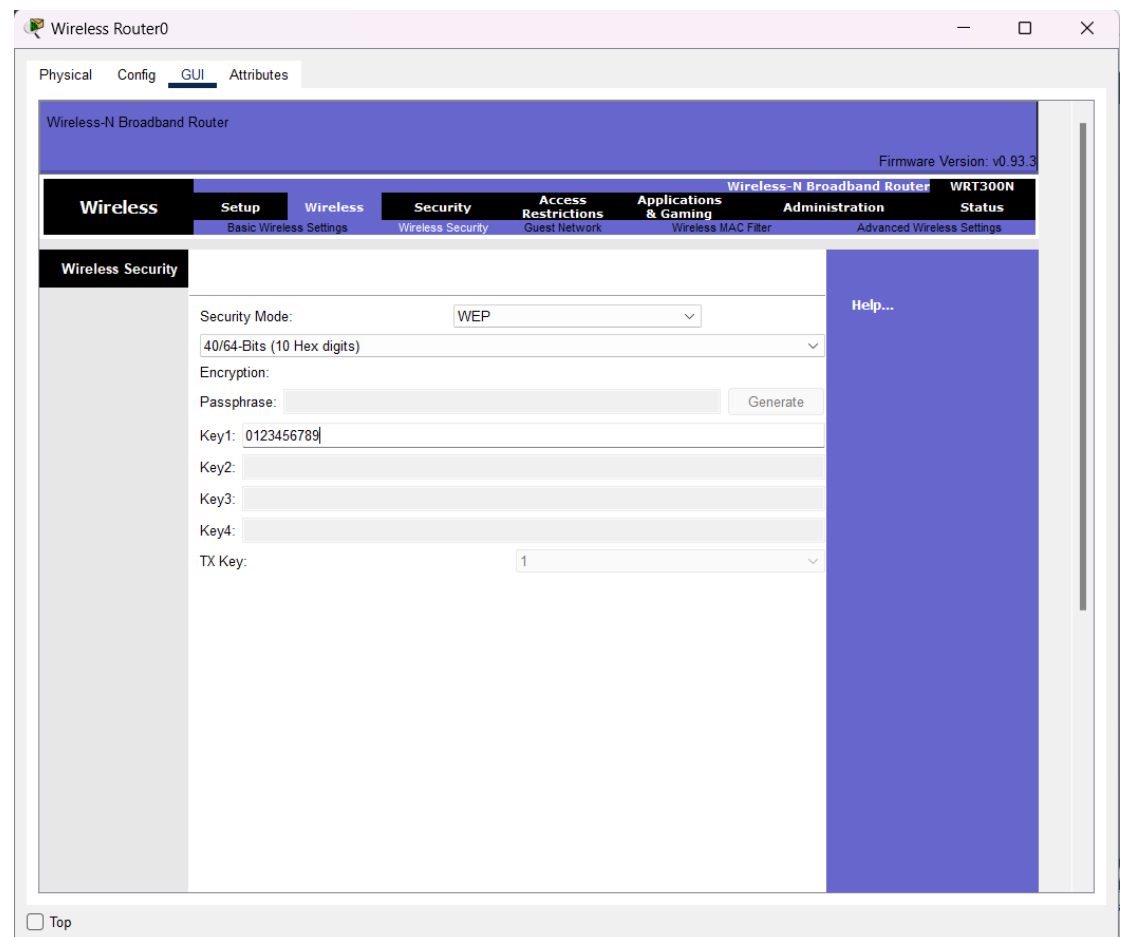 Wireless Router0
Physical Config GUI Attributes
Wireless-N Broadband Router
Firmware Version: v0.93.3
Wireless-N Broadband Router WRT300N
Wireless Setup Wireless Security Access Restrictions Applications & Gaming Administration Status
Basic Wireless Settings Wireless Security Guest Network Wireless MAC Filter Advanced Wireless Settings
Wireless Security
Help...
Security Mode: WEP
40/64-Bits (10 Hex digits)
Encryption:
Passphrase: Generate
Key1: 0123456789
Key2:
Key3:
Key4:
TX Key: 1
Top